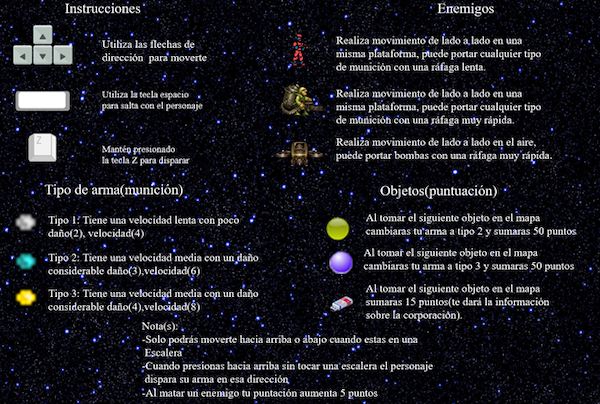 Instrucciones
Utiliza las flechas de
dirección para moverte
Utiliza la tecla espacio
para salta con el personaje
Z
Mantén presionado
la tecla Z para disparar
Enemigos
Realiza movimiento de lado a lado en una
misma plataforma, puede portar cualquier tipo
de munición con una ráfaga lenta.
Realiza movimiento de lado a lado en una
misma plataforma, puede portar cualquier tipo
de munición con una ráfaga muy rápida.
Realiza movimiento de lado a lado en el aire,
puede portar bombas con una ráfaga muy rápida.
Tipo de arma(munición)
Tipo 1: Tiene una velocidad lenta con poco
daño(2), velocidad(4)
Tipo 2: Tiene una velocidad media con un daño
considerable daño(3),velocidad(6)
Tipo 3: Tiene una velocidad media con un daño
considerable daño(4),velocidad(8)
Objetos(puntuación)
Al tomar el siguiente objeto en el mapa
cambiaras tu arma a tipo 2 y sumaras 50 puntos
Al tomar el siguiente objeto en el mapa
cambiaras tu arma a tipo 3 y sumaras 50 puntos
Al tomar el siguiente objeto en el mapa
sumaras 15 puntos(te dará la información
sobre la corporación).
Nota(s):
-Solo podrás moverte hacia arriba o abajo cuando estas en una
Escalera
-Cuando presionas hacia arriba sin tocar una escalera el personaje
dispara su arma en esa dirección
-Al matar un enemigo tu puntación aumenta 5 puntos